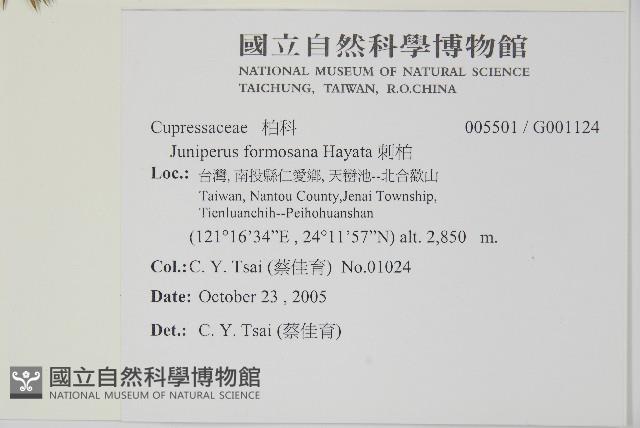 國立自然科學博物館
NATIONAL MUSEUM OF NATURAL SCIENCE
TAICHUNG, TAIWAN, R.O.CHINA
Cupressaceae 柏科 005501 / G001124
Juniperus formosana Hayata 刺柏
Loc.: 台灣, 南投縣仁愛鄉, 天巒池--北合歡山
Taiwan, Nantou County,Jenai Township,
Tienluanchih--Peihohuanshan
(121°16’34”E , 24°11’57”N) alt. 2,850 m.
Col.: C. Y. Tsai (蔡佳育) No.01024
Date: October 23 , 2005
Det.: C. Y. Tsai (蔡佳育)
國立自然科學博物館
NATIONAL MUSEUM OF NATURAL SCIENCE